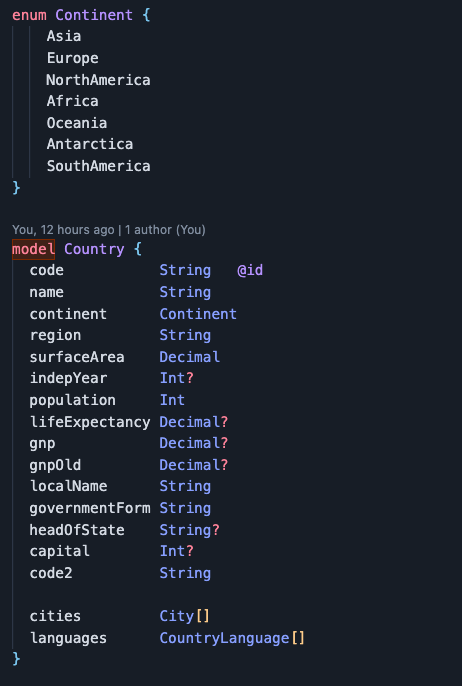 enum Continent {
Asia
Europe
NorthAmerica
Africa
Oceania
Antarctica
SouthAmerica
}
You, 12 hours ago | 1 author (You)
model Country {
code String @id
name String
continent Continent
region String
surfaceArea Decimal
indepYear Int?
population Int
lifeExpectancy Decimal?
gnp Decimal?
gnpOld Decimal?
localName String
governmentForm String
headOfState String?
capital Int?
code2 String
cities City[]
languages CountryLanguage[]
}